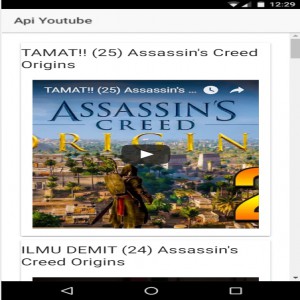 12:29
Api Youtube
TAMAT!! (25) Assassin's Creed
Origins
TAMAT!! (25) Assassin's ...
ASSASSIN'S
CREED
ORIGIN
2
ILMU DEMIT (24) Assassin's
Creed Origins